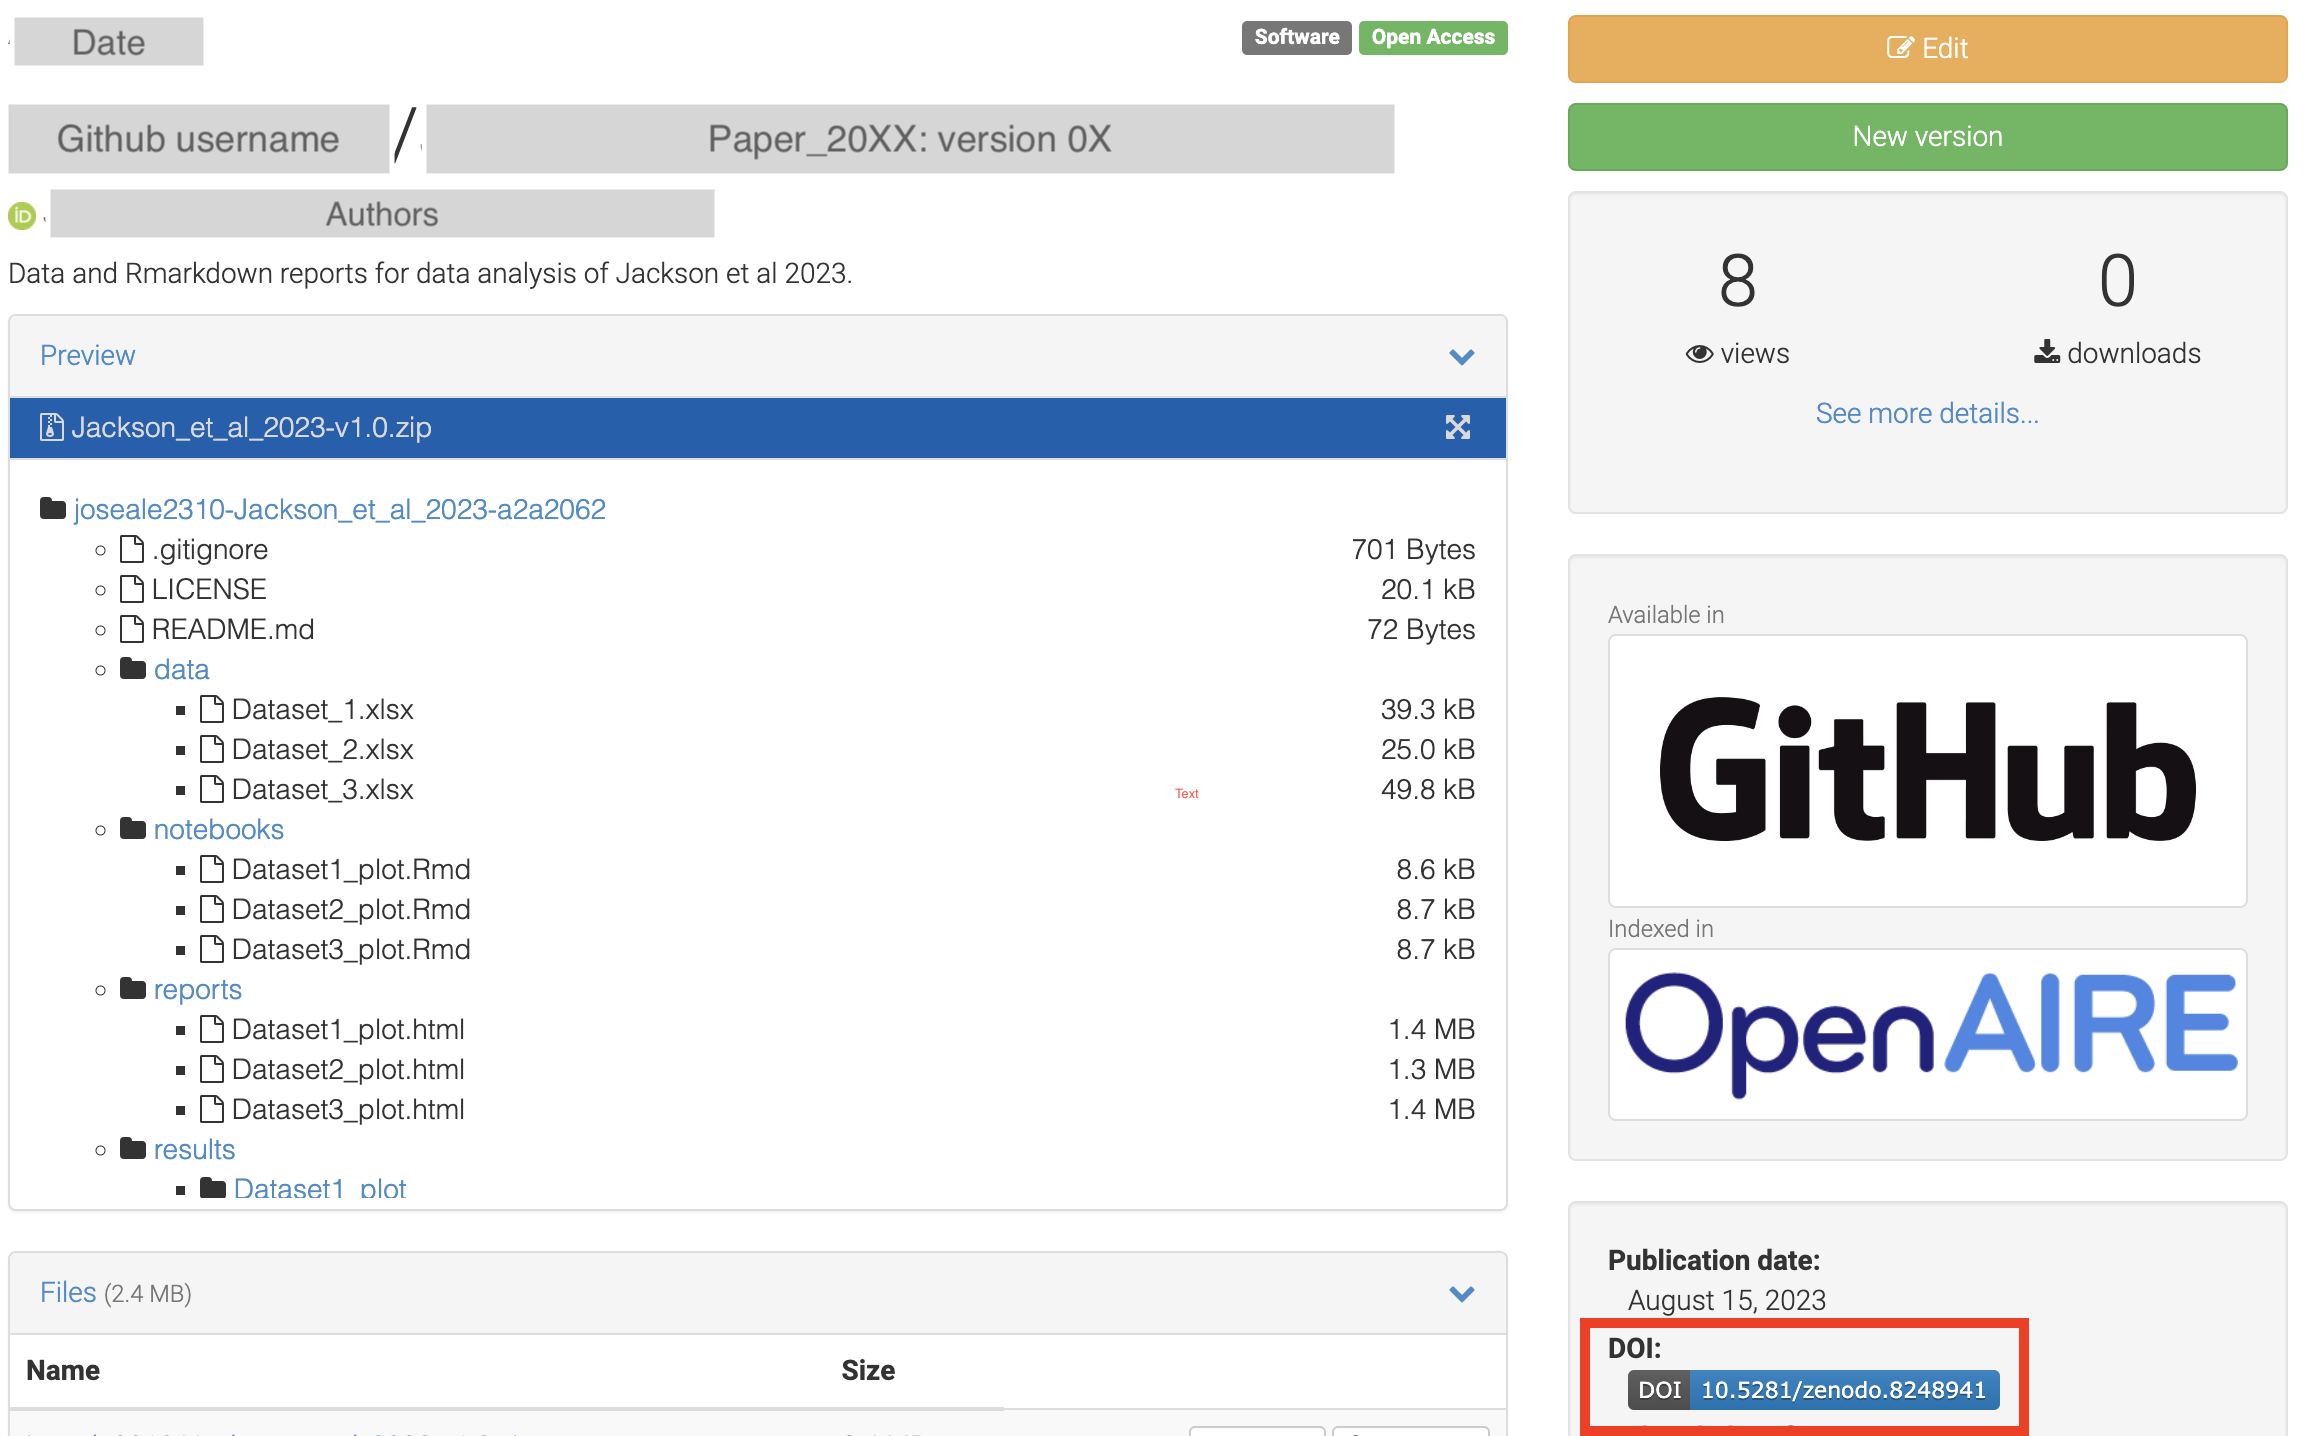 Date
Software Open Access
Github username / Paper_20XX: version 0X
iD Authors
Data and Rmarkdown reports for data analysis of Jackson et al 2023.
Preview
Jackson_et_al_2023-v1.0.zip
joseale2310-Jackson_et_al_2023-a2a2062
.gitignore 701 Bytes
LICENSE 20.1 kB
README.md 72 Bytes
data
Dataset_1.xlsx 39.3 kB
Dataset_2.xlsx 25.0 kB
Dataset_3.xlsx Text 49.8 kB
notebooks
Dataset1_plot.Rmd 8.6 kB
Dataset2_plot.Rmd 8.7 kB
Dataset3_plot.Rmd 8.7 kB
reports
Dataset1_plot.html 1.4 MB
Dataset2_plot.html 1.3 MB
Dataset3_plot.html 1.4 MB
results
Dataset1_plot
Files (2.4 MB)
Name Size
Edit
New version
8 0
views downloads
See more details...
Available in
GitHub
Indexed in
OpenAIRE
Publication date:
August 15, 2023
DOI:
DOI 10.5281/zenodo.8248941